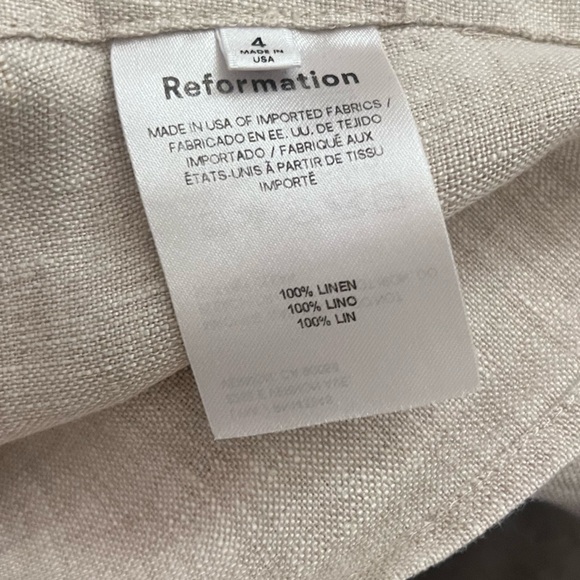 4
MADE IN
USA
Reformation
MADE IN USA OF IMPORTED FABRICS /
FABRICADO EN EE. UU. DE TEJIDO
IMPORTADO / FABRIQUÉ AUX
ÉTATS-UNIS À PARTIR DE TISSU
IMPORTÉ
100% LINEN
100% LINO
100% LIN